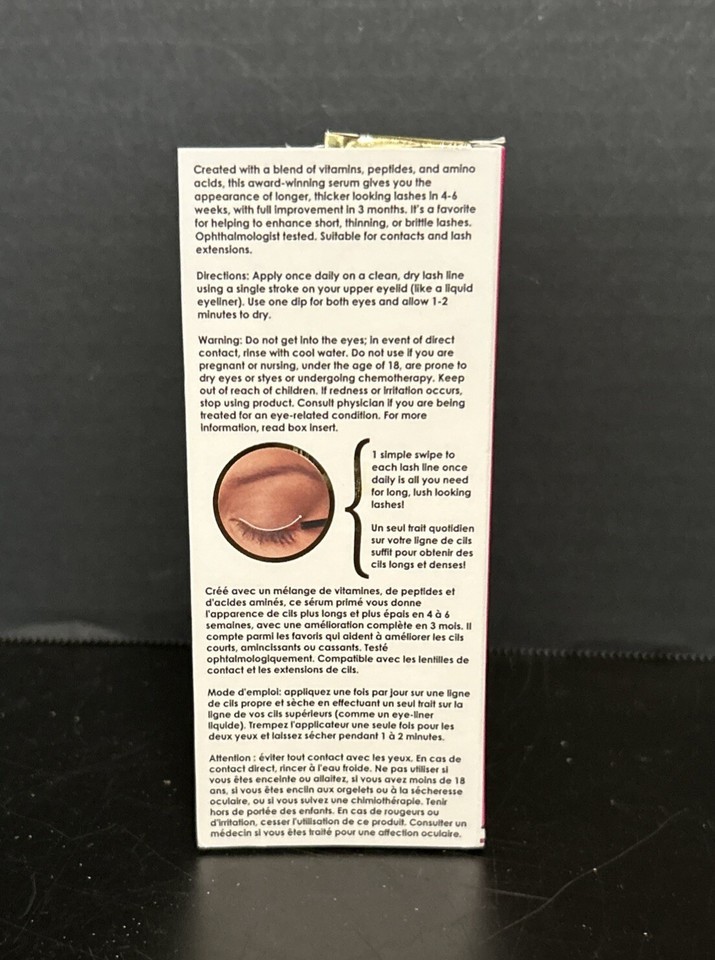 Created with a blend of vitamins, peptides, and amino
acids, this award-winning serum gives you the
appearance of longer, thicker looking lashes in 4-6
weeks, with full improvement in 3 months. It's a favorite
for helping to enhance short, thinning, or brittle lashes.
Ophthalmologist tested. Suitable for contacts and lash
extensions.
Directions: Apply once daily on a clean, dry lash line
using a single stroke on your upper eyelid (like a liquid
eyeliner). Use one dip for both eyes and allow 1-2
minutes to dry.
Warning: Do not get into the eyes; in event of direct
contact, rinse with cool water. Do not use if you are
pregnant or nursing, under the age of 18, are prone to
dry eyes or styes or undergoing chemotherapy. Keep
out of reach of children. If redness or irritation occurs,
stop using product. Consult physician if you are being
treated for an eye-related condition. For more
information, read box insert.
1 simple swipe to
each lash line once
daily is all you need
for long, lush looking
lashes!
Un seul trait quotidien
sur votre ligne de cils
suffit pour obtenir des
cils longs et denses!
Créé avec un mélange de vitamines, de peptides et
d'acides aminés, ce sérum primé vous donne
l'apparence de cils plus longs et plus épais en 4 à 6
semaines, avec une amélioration complète en 3 mois. Il
compte parmi les favoris qui aident à améliorer les cils
courts, amincissants ou cassants. Testé
ophtalmologiquement. Compatible avec les lentilles de
contact et les extensions de cils.
Mode d'emploi: appliquez une fois par jour sur une ligne
de cils propre et sèche en effectuant un seul trait sur la
ligne de vos cils supérieurs (comme un eye-liner
liquide). Trempez l'applicateur une seule fois pour les
deux yeux et laissez sécher pendant 1 à 2 minutes.
Attention : éviter tout contact avec les yeux. En cas de
contact direct, rincer à l'eau froide. Ne pas utiliser si
vous êtes enceinte ou allaitez, si vous avez moins de 18
ans, si vous êtes enclin aux orgelets ou à la sécheresse
oculaire, ou si vous suivez une chimiothérapie. Tenir
hors de portée des enfants. En cas de rougeurs ou
d'irritation, cesser l'utilisation de ce produit. Consulter un
médecin si vous êtes traité pour une affection oculaire.